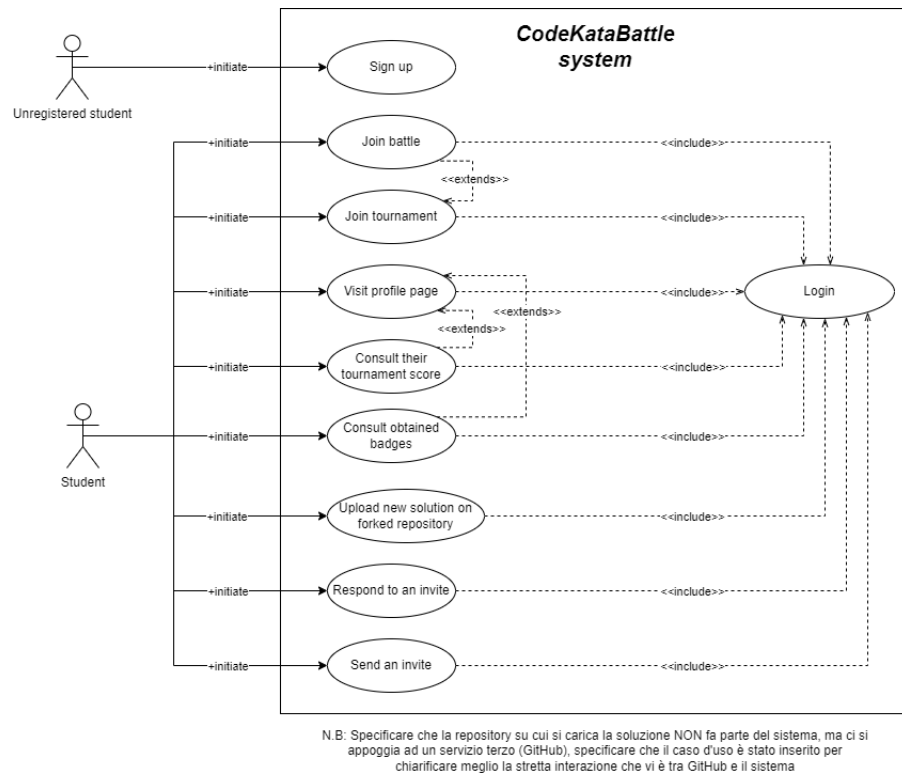 CodeKataBattle
system
+initiate
Sign up
Unregistered student
+initiate
Join battle
<<include>>
<<extends>>
+initiate
Join tournament
<<include>>
+initiate
Visit profile page
<<include>>
Login
<<extends>>
<<extends>>
+initiate
Consult their
tournament score
<<include>>
+initiate
Consult obtained
badges
<<include>>
Student
+initiate
Upload new solution on
forked repository
<<include>>
+initiate
Respond to an invite
<<include>>
+initiate
Send an invite
<<include>>
N.B: Specificare che la repository su cui si carica la soluzione NON fa parte del sistema, ma ci si
appoggia ad un servizio terzo (GitHub), specificare che il caso d'uso è stato inserito per
chiarificare meglio la stretta interazione che vi è tra GitHub e il sistema